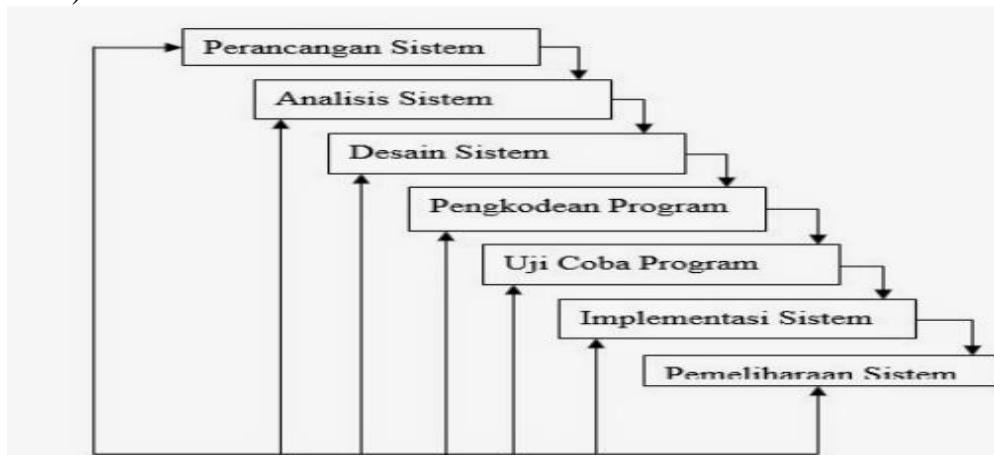 Perancangan Sistem
Analisis Sistem
Desain Sistem
Pengkodean Program
Uji Coba Program
Implementasi Sistem
Pemeliharaan Sistem